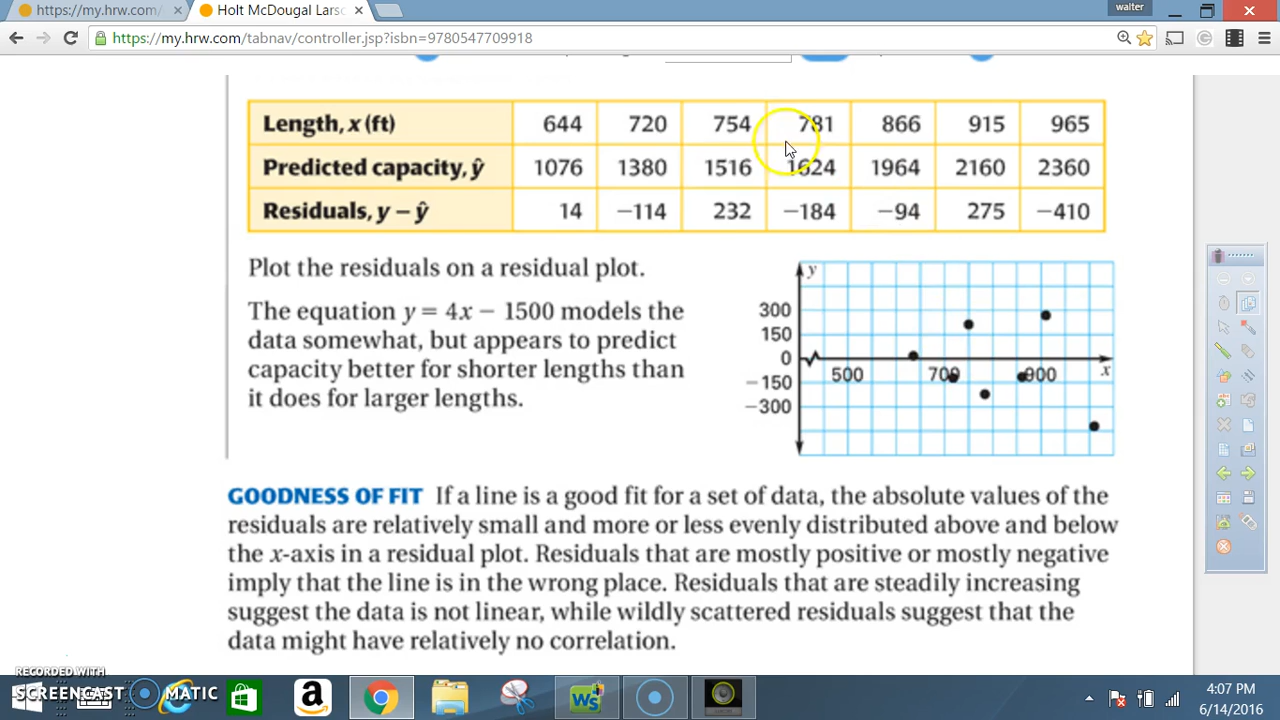 https://my.hrw.com/
Holt McDougal Larso
walter
https://my.hrw.com/tabnav/controller.jsp?isbn=9780547709918
Length, x (ft) 644 720 754 781 866 915 965
Predicted capacity, ŷ 1076 1380 1516 1624 1964 2160 2360
Residuals, y − ŷ 14 −114 232 −184 −94 275 −410
Plot the residuals on a residual plot.
The equation y = 4x − 1500 models the
data somewhat, but appears to predict
capacity better for shorter lengths than
it does for larger lengths.
y
300
150
0
−150
−300
500 700 900 x
GOODNESS OF FIT If a line is a good fit for a set of data, the absolute values of the
residuals are relatively small and more or less evenly distributed above and below
the x-axis in a residual plot. Residuals that are mostly positive or mostly negative
imply that the line is in the wrong place. Residuals that are steadily increasing
suggest the data is not linear, while wildly scattered residuals suggest that the
data might have relatively no correlation.
RECORDED WITH
SCREENCAST MATIC
a
WS
4:07 PM
6/14/2016